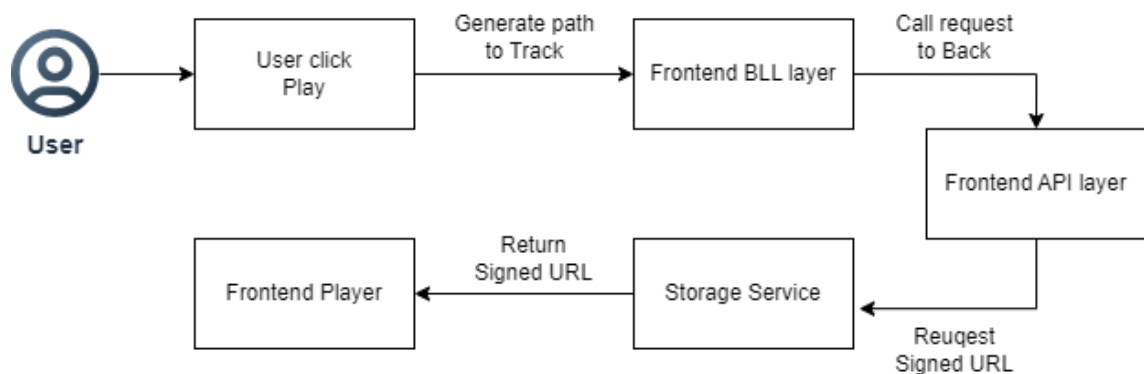 User
User click
Play
Generate path
to Track
Frontend BLL layer
Call request
to Back
Frontend API layer
Reuqest
Signed URL
Storage Service
Return
Signed URL
Frontend Player